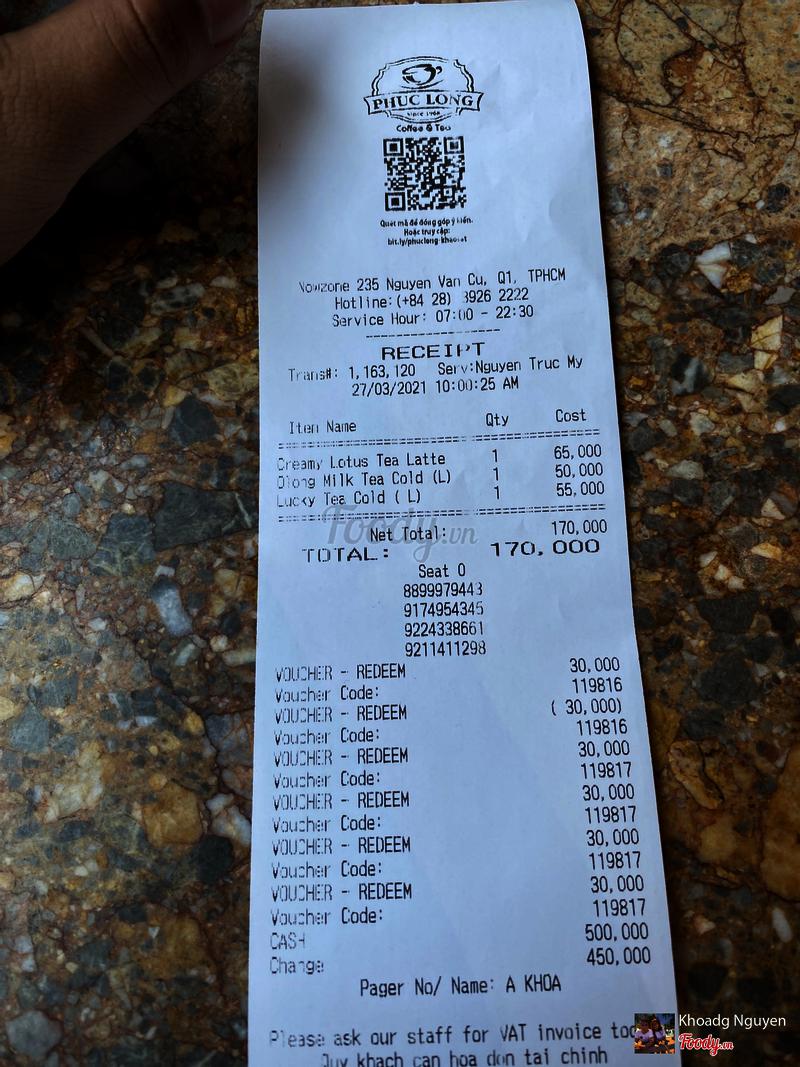 PHUC LONG
since 1968
Coffee & Tea
Quét mã để đóng góp ý kiến.
Hoặc truy cập:
bit.ly/phuclong-khaosat
Nowzone 235 Nguyen Van Cu, Q1, TPHCM
Hotline:(+84 28) 3926 2222
Service Hour: 07:00 - 22:30
RECEIPT
Trans#: 1,163,120 Serv:Nguyen Truc My
27/03/2021 10:00:25 AM
Item Name Qty Cost
Creamy Lotus Tea Latte 1 65,000
Olong Milk Tea Cold (L) 1 50,000
Lucky Tea Cold ( L) 1 55,000
Net Total: 170,000
TOTAL: 170,000
Seat 0
8899979443
9174954345
9224338661
9211411298
VOUCHER - REDEEM 30,000
Voucher Code: 119816
VOUCHER - REDEEM ( 30,000)
Voucher Code: 119816
VOUCHER - REDEEM 30,000
Voucher Code: 119817
VOUCHER - REDEEM 30,000
Voucher Code: 119817
VOUCHER - REDEEM 30,000
Voucher Code: 119817
VOUCHER - REDEEM 30,000
Voucher Code: 119817
CASH 500,000
Change 450,000
Pager No/ Name: A KHOA
Please ask our staff for VAT invoice
Quy khach can hoa don tai chinh
Foody.vn
Khoadg Nguyen
Foody.vn